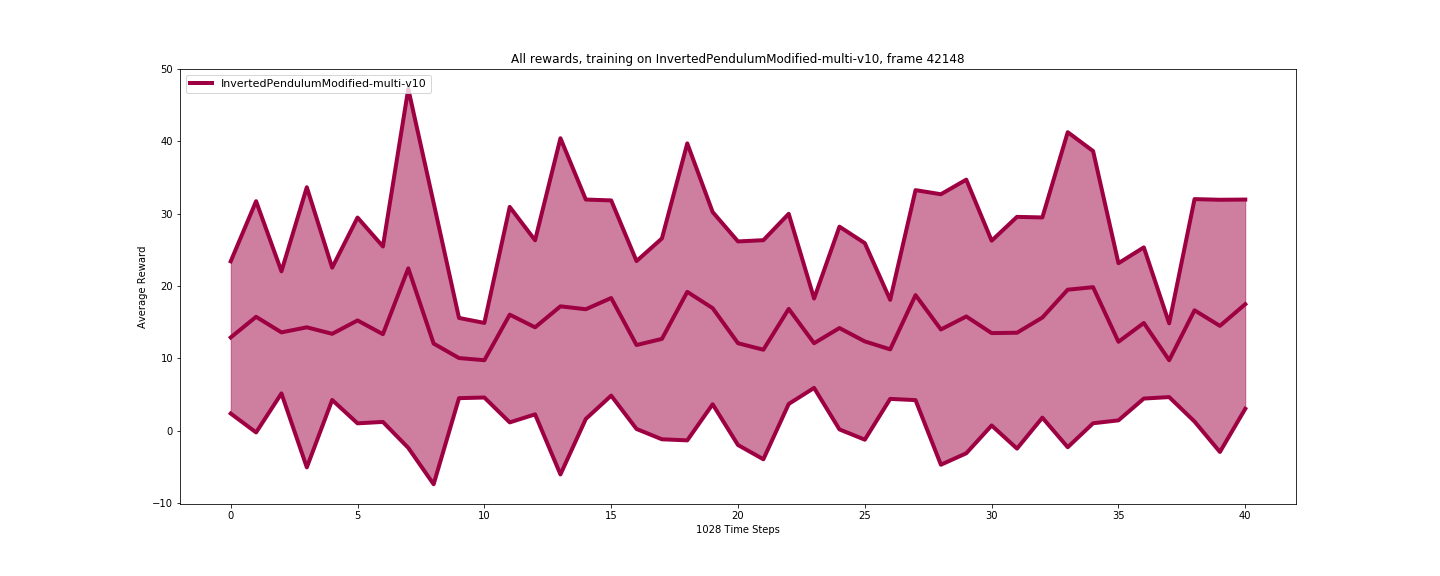 All rewards, training on InvertedPendulumModified-multi-v10, frame 42148
InvertedPendulumModified-multi-v10
50
40
30
20
10
0
−10
Average Reward
0 5 10 15 20 25 30 35 40
1028 Time Steps